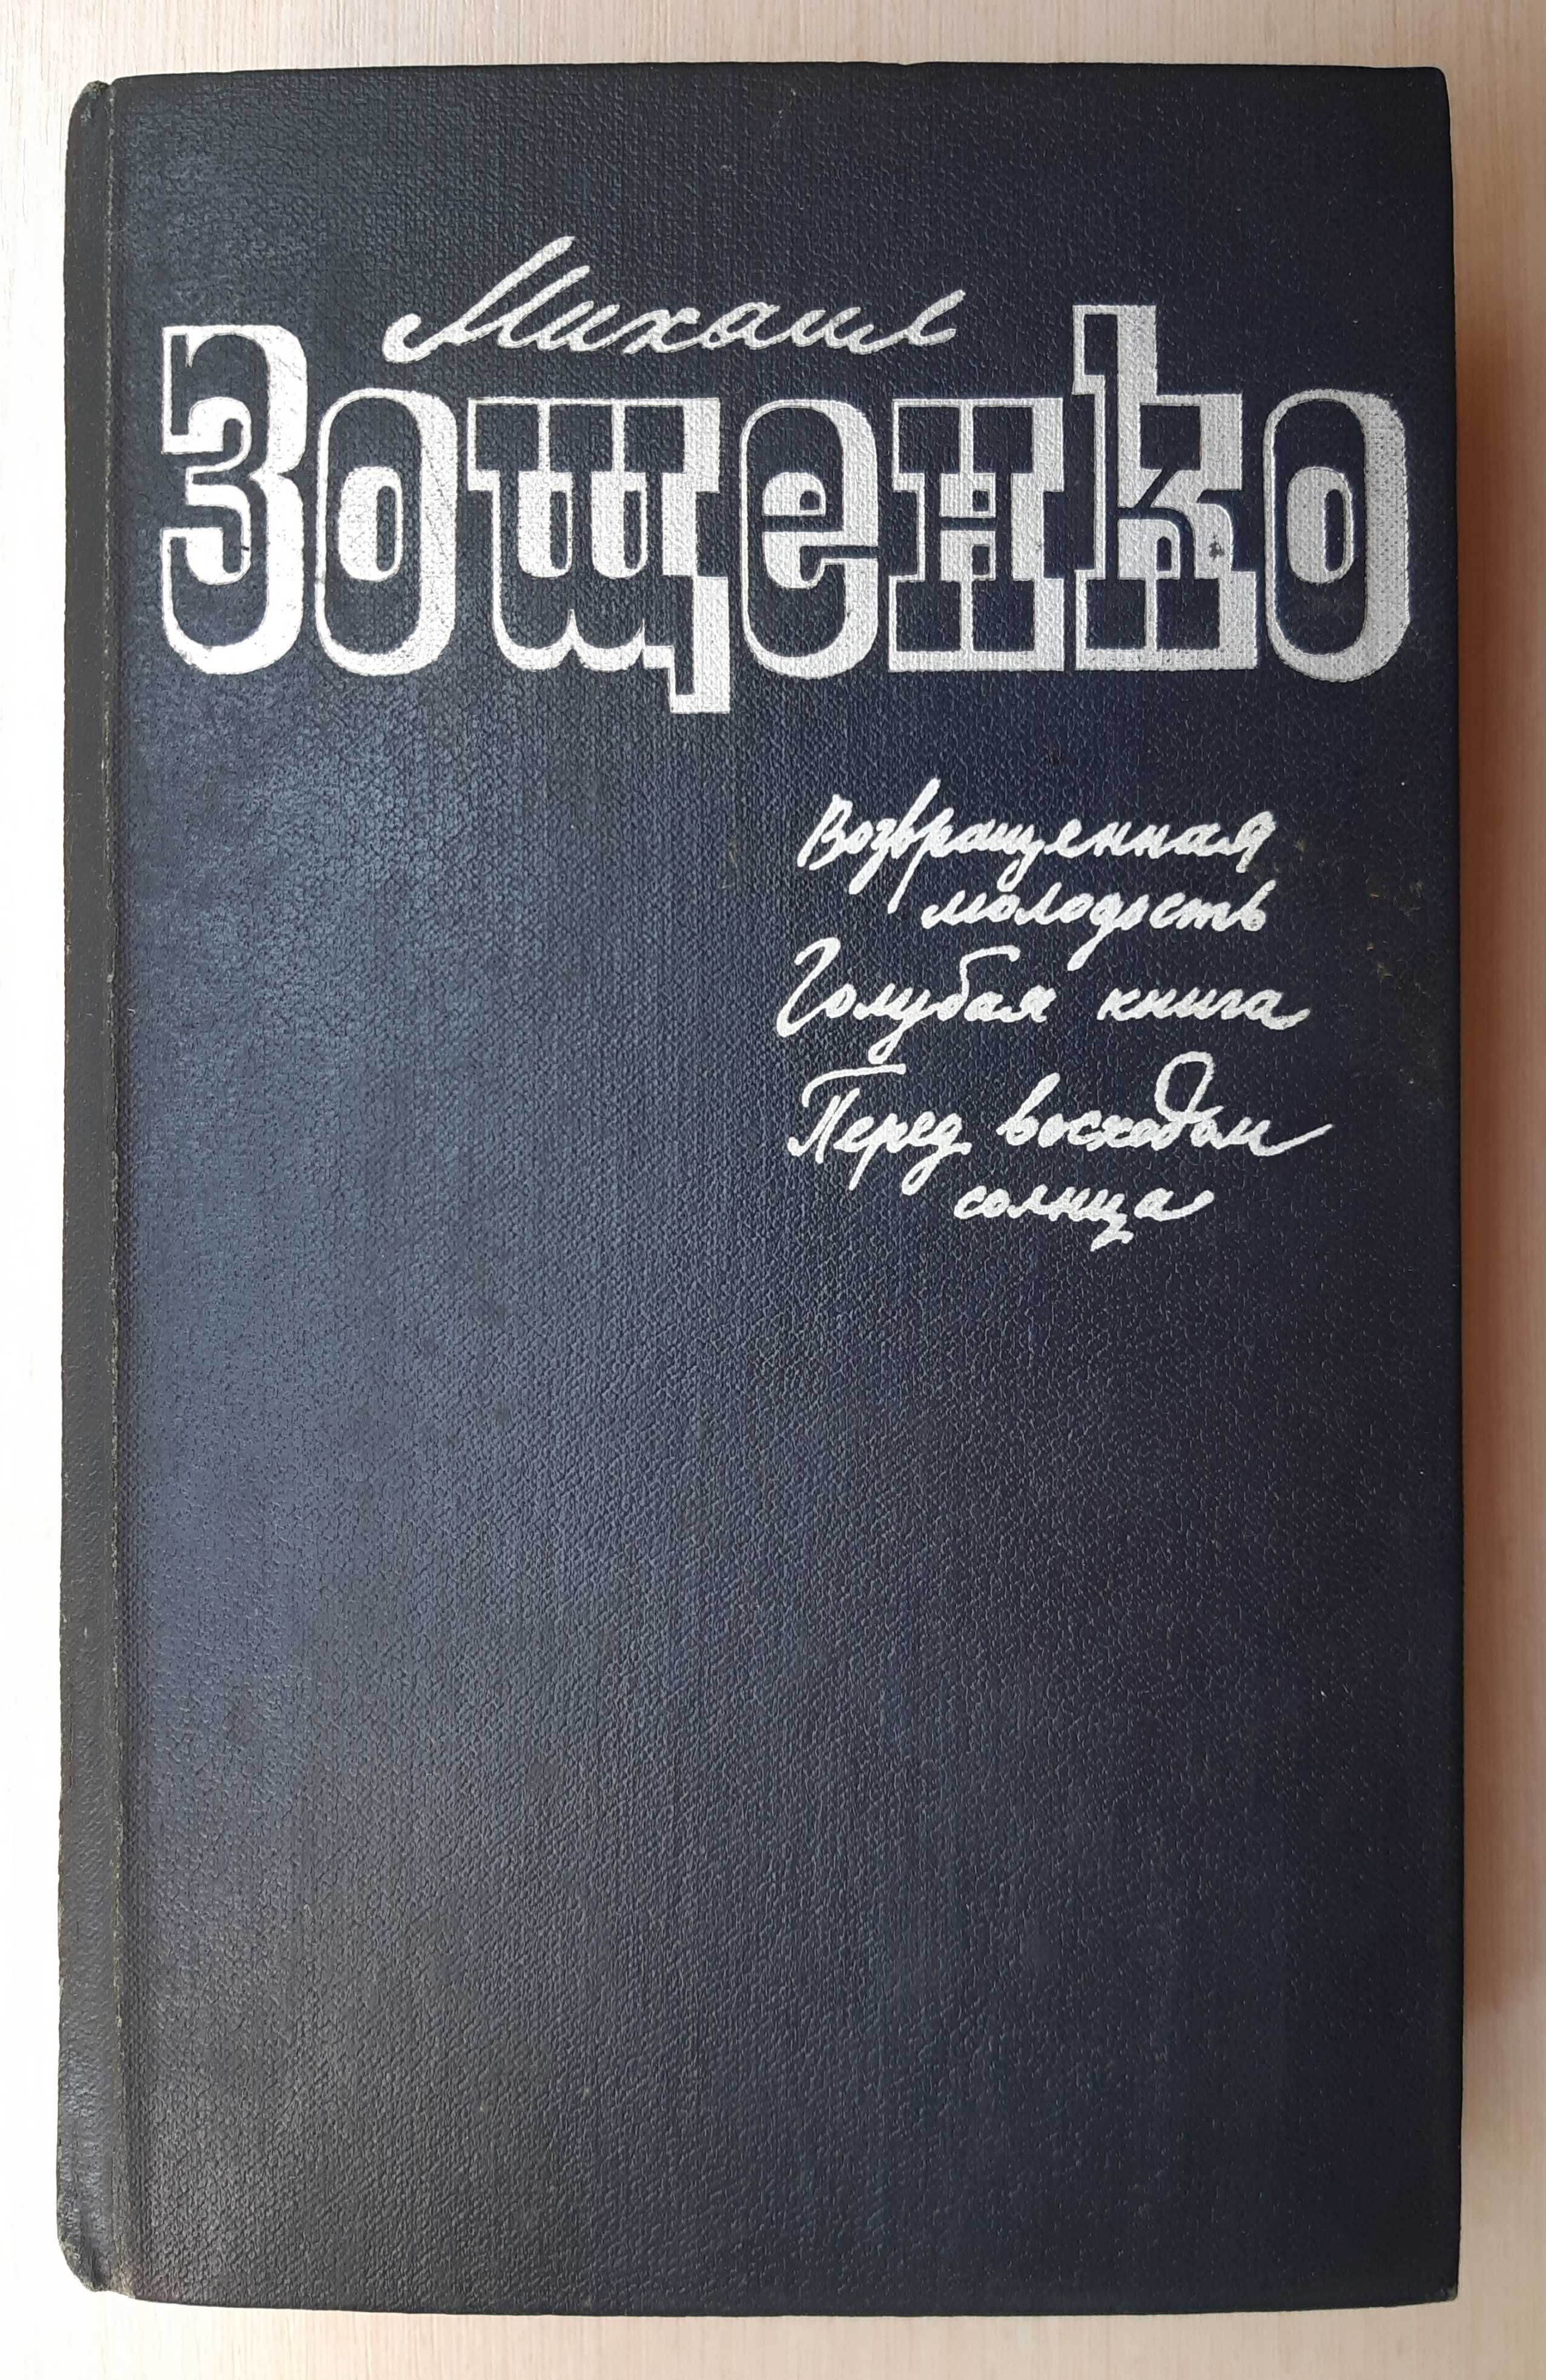 Михаил
Зощенко
Возвращенная
молодость
Голубая книга
Перед восходом
солнца